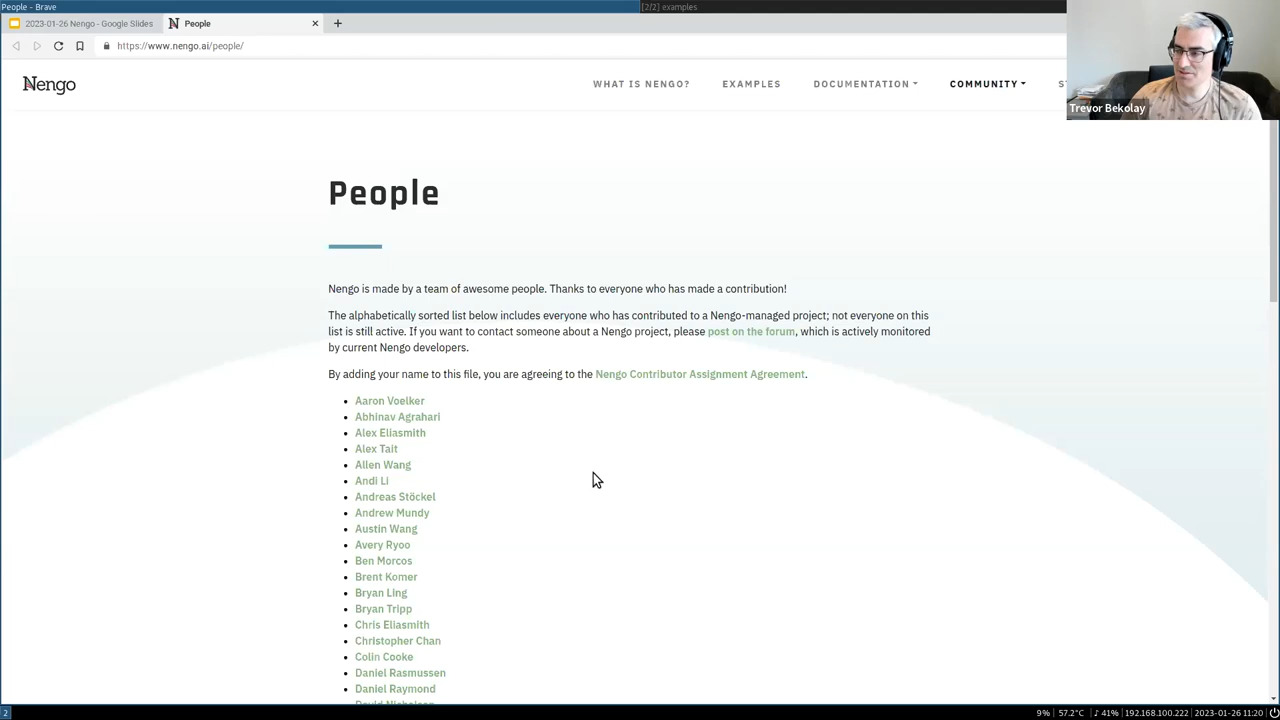 People - Brave
[2/2] examples
2023-01-26 Nengo - Google Slides
People
https://www.nengo.ai/people/
Nengo
WHAT IS NENGO?
EXAMPLES
DOCUMENTATION
COMMUNITY
Trevor Bekolay
People
Nengo is made by a team of awesome people. Thanks to everyone who has made a contribution!
The alphabetically sorted list below includes everyone who has contributed to a Nengo-managed project; not everyone on this
list is still active. If you want to contact someone about a Nengo project, please post on the forum, which is actively monitored
by current Nengo developers.
By adding your name to this file, you are agreeing to the Nengo Contributor Assignment Agreement.
Aaron Voelker
Abhinav Agrahari
Alex Eliasmith
Alex Tait
Allen Wang
Andi Li
Andreas Stöckel
Andrew Mundy
Austin Wang
Avery Ryoo
Ben Morcos
Brent Komer
Bryan Ling
Bryan Tripp
Chris Eliasmith
Christopher Chan
Colin Cooke
Daniel Rasmussen
Daniel Raymond
2
9% 57.2°C ♪ 41% 192.168.100.222 2023-01-26 11:20